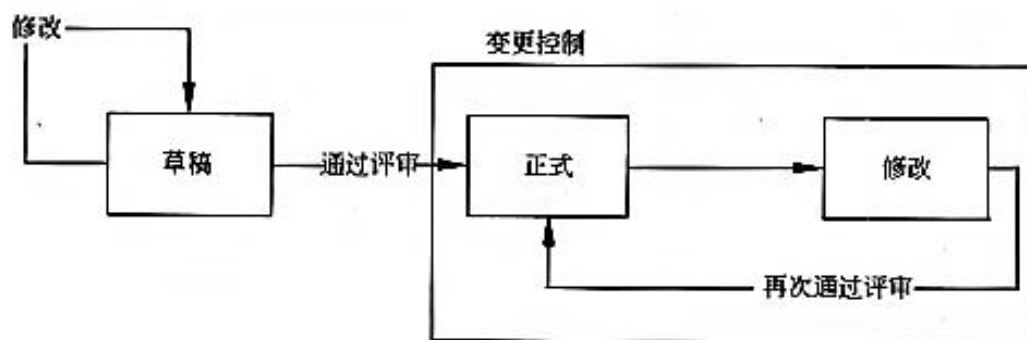 修改
变更控制
草稿
通过评审
正式
修改
再次通过评审